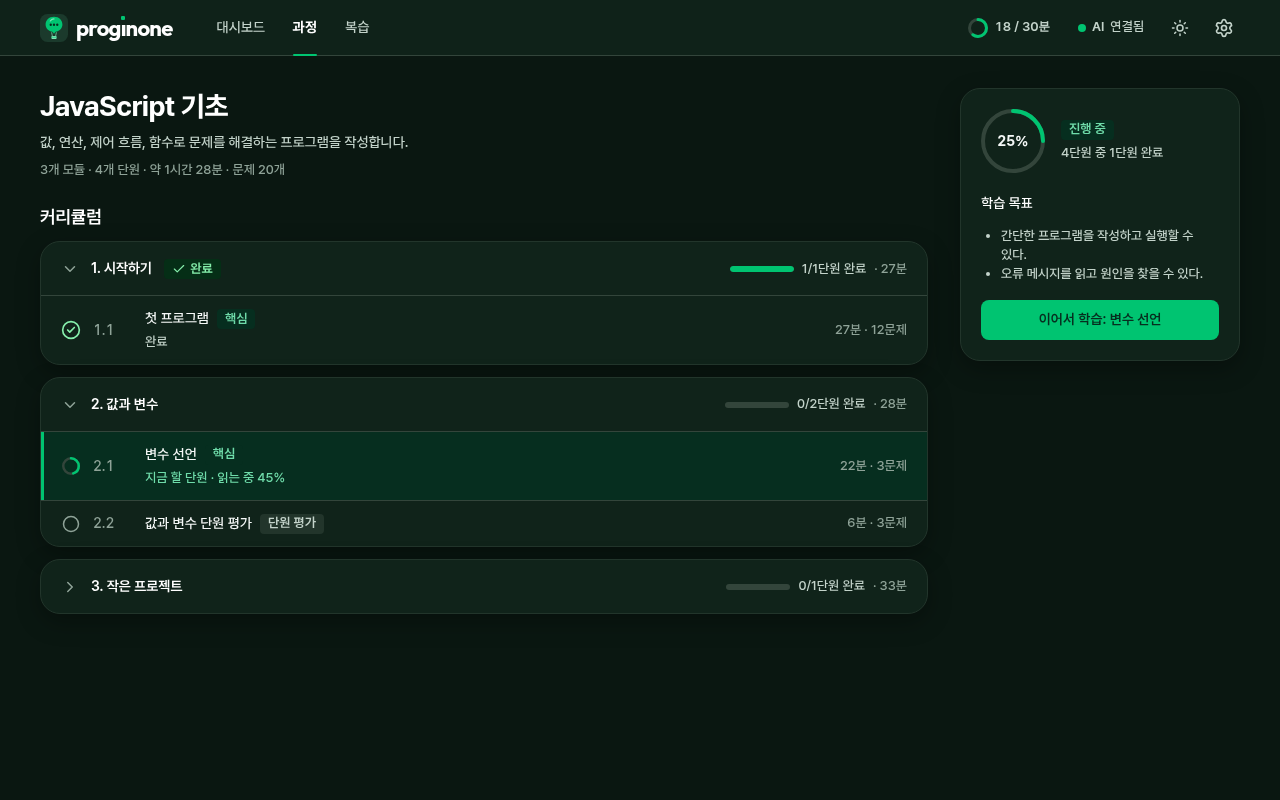 proginone
대시보드
과정
복습
18 / 30분
AI 연결됨
JavaScript 기초
값, 연산, 제어 흐름, 함수로 문제를 해결하는 프로그램을 작성합니다.
3개 모듈 · 4개 단원 · 약 1시간 28분 · 문제 20개
커리큘럼
1. 시작하기
완료
1/1단원 완료 · 27분
1.1
첫 프로그램
핵심
완료
27분 · 12문제
2. 값과 변수
0/2단원 완료 · 28분
2.1
변수 선언
핵심
지금 할 단원 · 읽는 중 45%
22분 · 3문제
2.2
값과 변수 단원 평가
단원 평가
6분 · 3문제
3. 작은 프로젝트
0/1단원 완료 · 33분
25%
진행 중
4단원 중 1단원 완료
학습 목표
• 간단한 프로그램을 작성하고 실행할 수
있다.
• 오류 메시지를 읽고 원인을 찾을 수 있다.
이어서 학습: 변수 선언